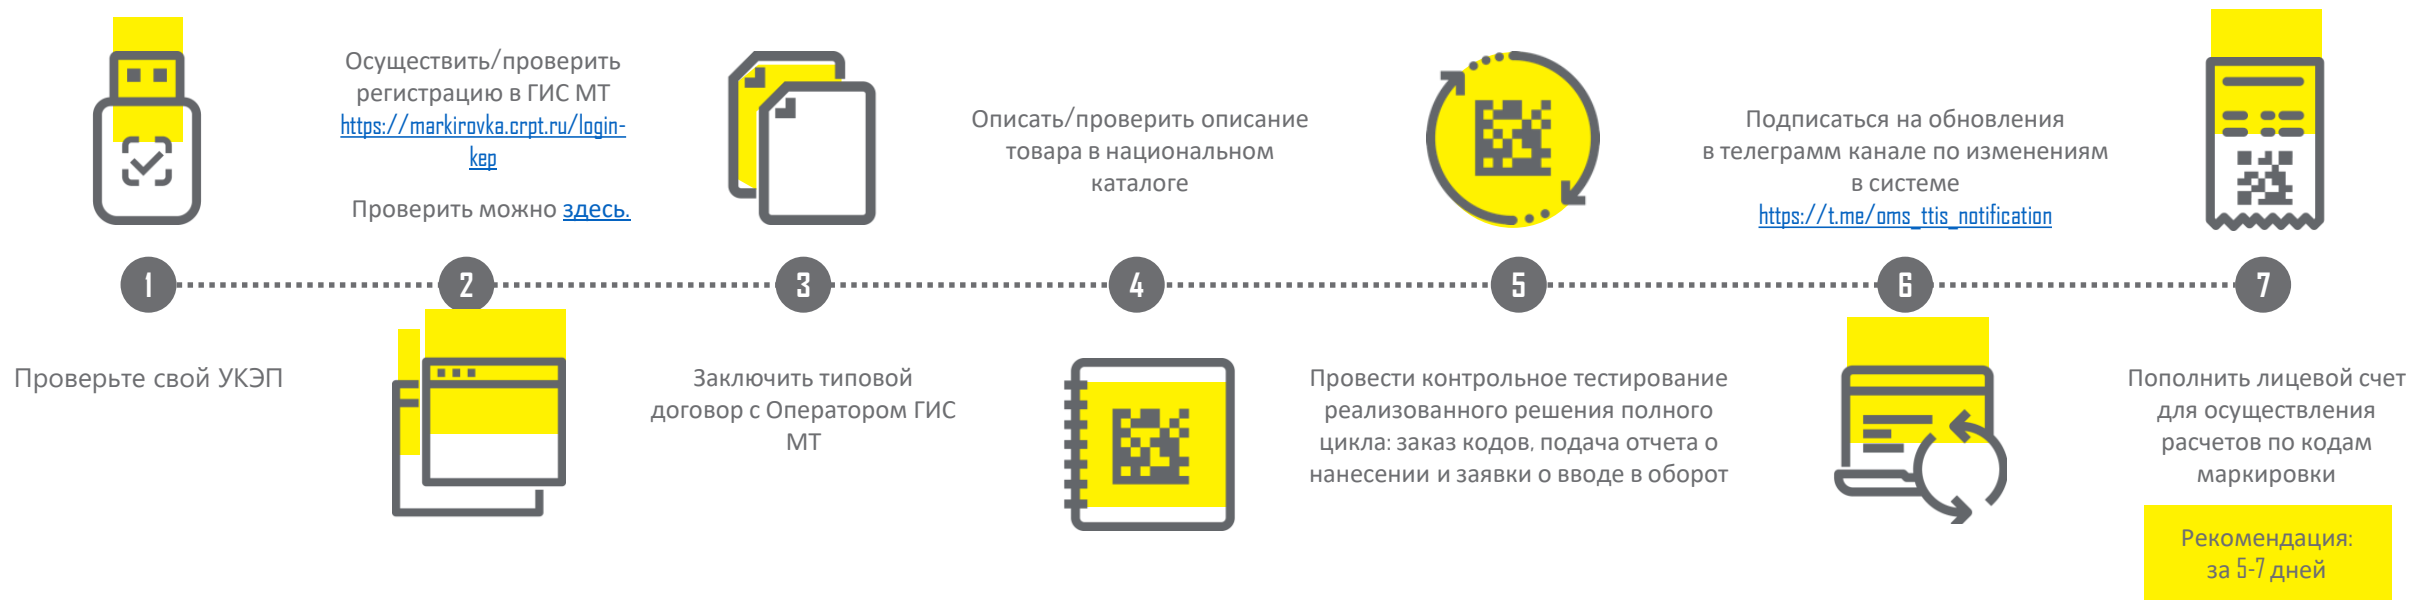 1
Проверьте свой УКЭП
Осуществить/проверить
регистрацию в ГИС МТ
https://markirovka.crpt.ru/login-
kep
Проверить можно здесь.
2
3
Заключить типовой
договор с Оператором ГИС
МТ
Описать/проверить описание
товара в национальном
каталоге
4
5
Провести контрольное тестирование
реализованного решения полного
цикла: заказ кодов, подача отчета о
нанесении и заявки о вводе в оборот
Подписаться на обновления
в телеграмм канале по изменениям
в системе
https://t.me/oms_ttis_notification
6
7
Пополнить лицевой счет
для осуществления
расчетов по кодам
маркировки
Рекомендация:
за 5-7 дней